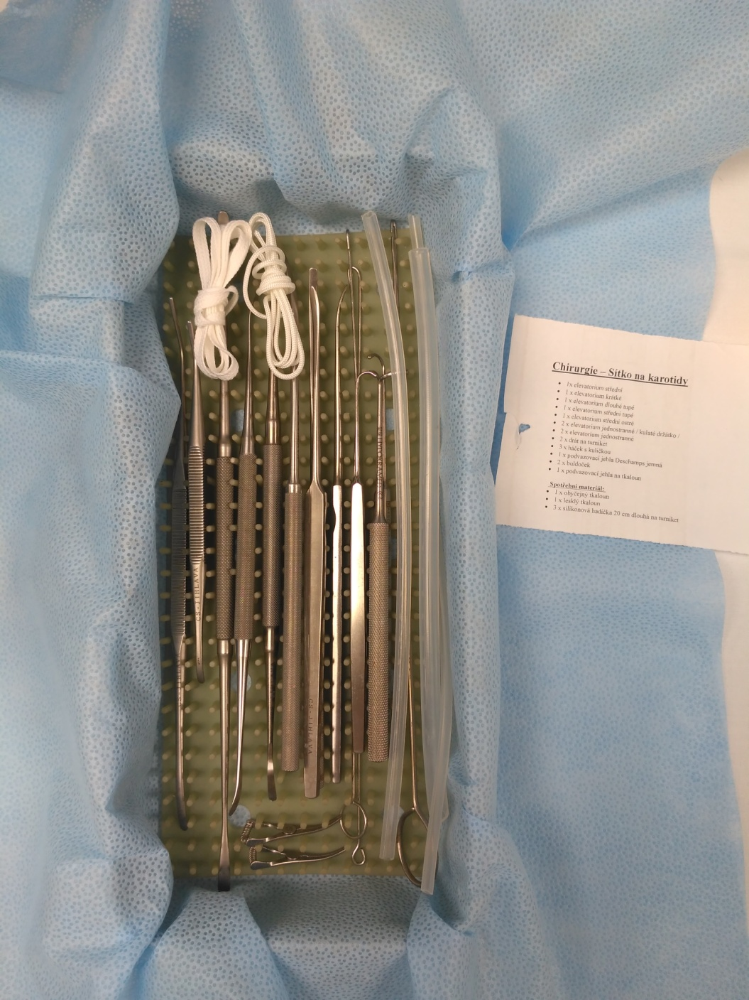 Chirurgie – Sítko na karotidy
• 1x elevatorium střední
• 1 x elevatorium krátké
• 1 x elevatorium dlouhé tupé
• 1 x elevatorium střední tupé
• 1 x elevatorium střední ostré
• 2 x elevatorium jednostranné / kulaté držátko /
• 2 x elevatorium jednostranné
• 2 x drát na turniket
• 3 x háček s kuličkou
• 1 x podvazovací jehla Deschamps jemná
• 2 x buldoček
• 1 x podvazovací jehla na tkaloun
Spotřební materiál:
• 1 x obyčejný tkaloun
• 1 x lesklý tkaloun
• 3 x silikonová hadička 20 cm dlouhá na turniket
CS-JIHLAVA
CS-JIHLAVA